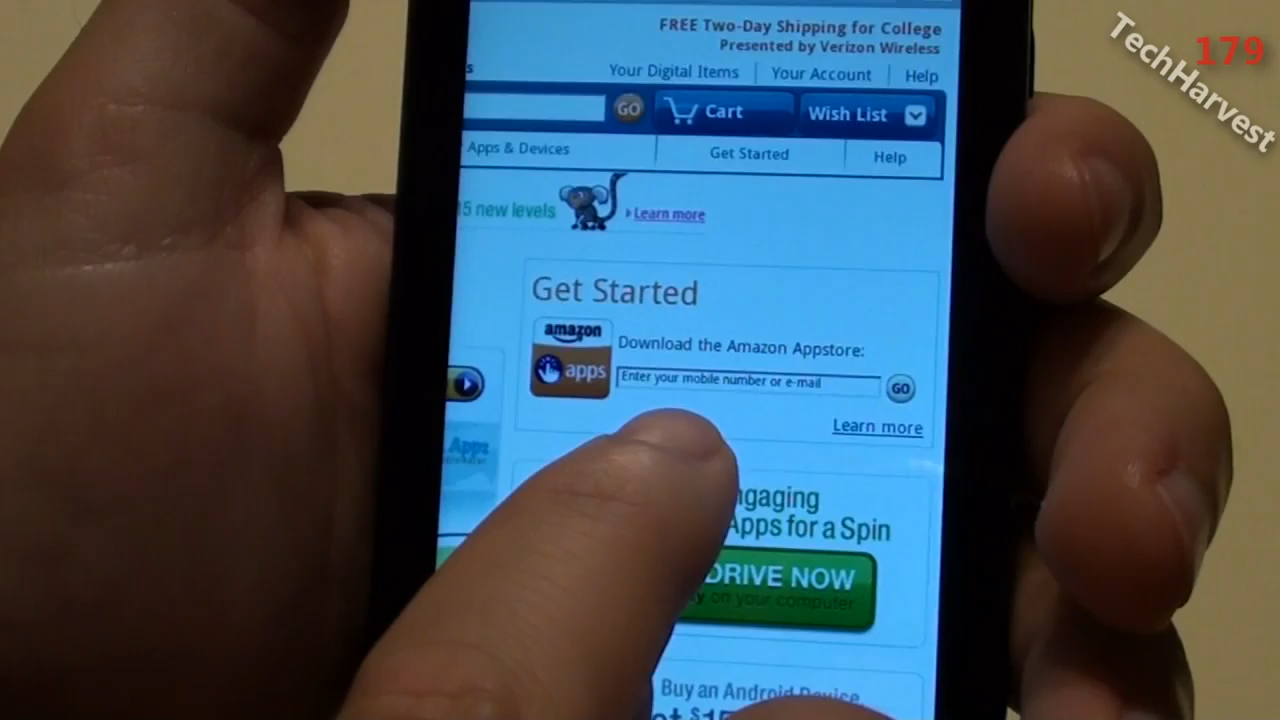 TechHarvest
179
FREE Two-Day Shipping for College
Presented by Verizon Wireless
Your Digital Items
Your Account
Help
GO
Cart
Wish List
Apps & Devices
Get Started
Help
5 new levels
Learn more
Get Started
amazon
apps
Download the Amazon Appstore:
Enter your mobile number or e-mail
GO
Learn more
Apps
ngaging
Apps for a Spin
DRIVE NOW
on your computer
Buy an Android Device,